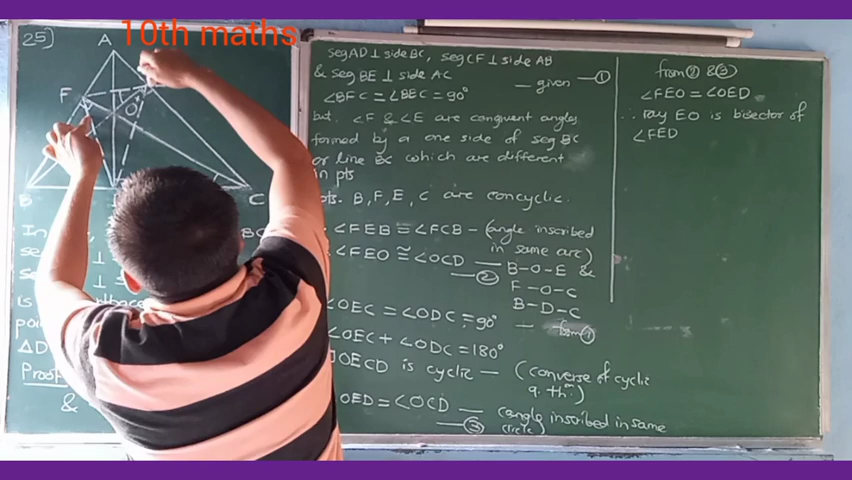 10th maths
25)
A
F
O
B
C
In
BC
⊥
is
poi
ΔD
Proof
&
seg AD ⊥ side BC, seg CF ⊥ side AB
& seg BE ⊥ side AC
— given — ①
∠BFC = ∠BEC = 90°
but ∠F & ∠E are congruent angles
formed by a one side of seg BC
or line BC which are different
in pts
pts. B, F, E, C are concyclic.
∠FEB ≅ ∠FCB — (angle inscribed
in same arc)
∠FEO ≅ ∠OCD — B-O-E &
— ② F-O-C
B-D-C
∠OEC = ∠ODC = 90° — from ①
∠OEC + ∠ODC = 180°
□OECD is cyclic — (converse of cyclic
q. thm.)
OED = ∠OCD — (angle inscribed in same
— ③ circle)
from ② & ③
∠FEO = ∠OED
∴ ray EO is bisector of
∠FED